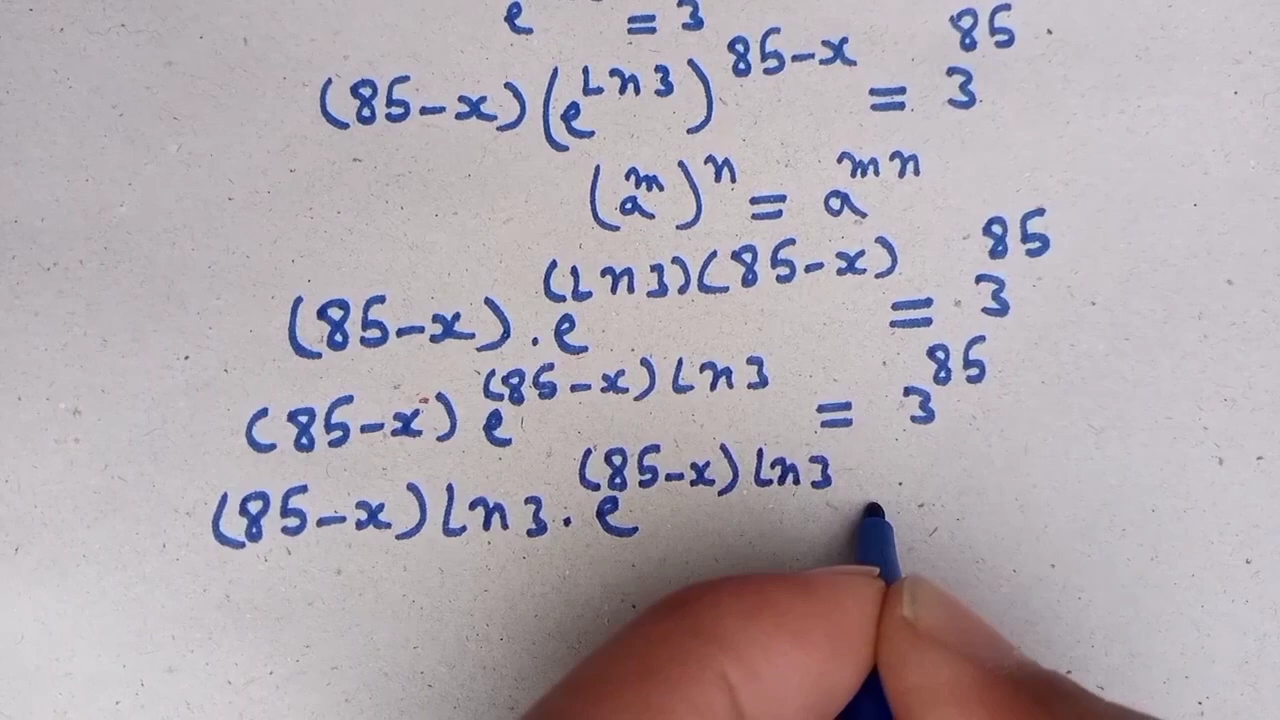 e = 3
(85-x)(e^{Ln3})^{85-x} = 3^{85}
(a^m)^n = a^{mn}
(85-x).e^{(Ln3)(85-x)} = 3^{85}
(85-x)e^{(85-x)Ln3} = 3^{85}
(85-x)Ln3.e^{(85-x)Ln3}